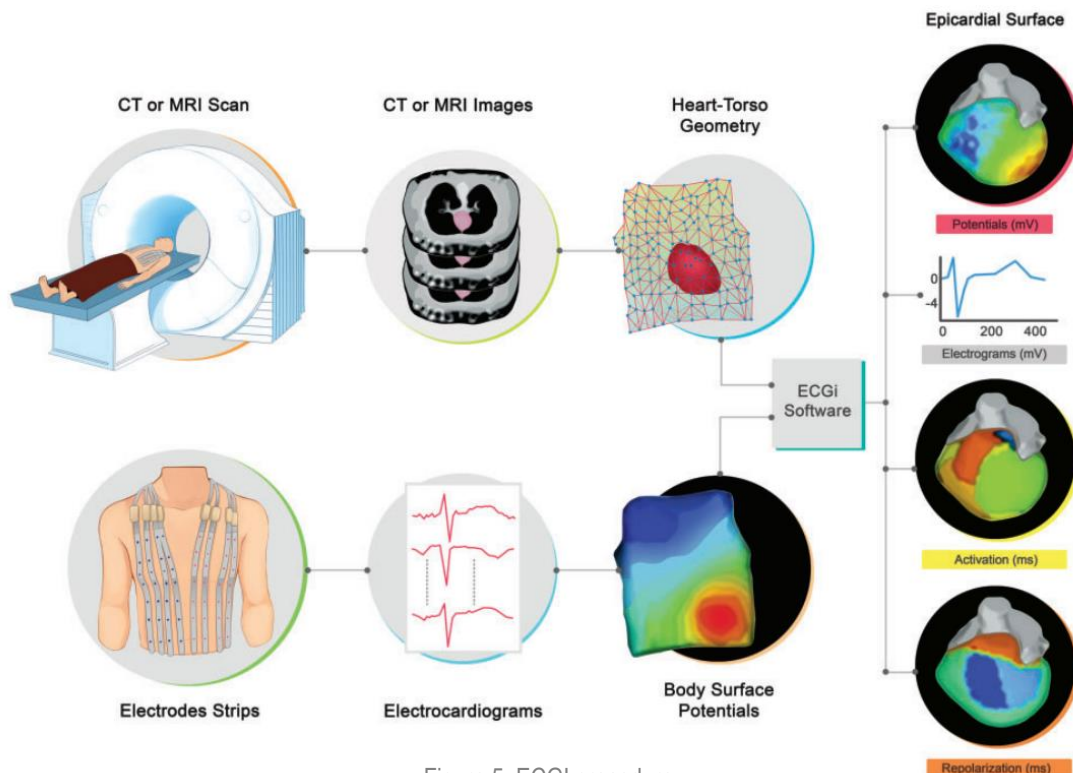 Epicardial Surface
CT or MRI Scan
CT or MRI Images
Heart-Torso
Geometry
Potentials (mV)
0
-4
0 200 400
Electrograms (mV)
ECGi
Software
Activation (ms)
Electrodes Strips
Electrocardiograms
Body Surface
Potentials
Repolarization (ms)